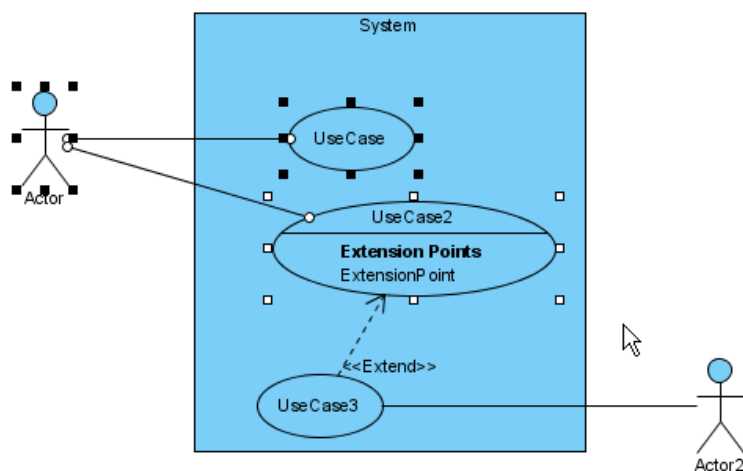 System
UseCase
Actor
UseCase2
Extension Points
ExtensionPoint
<<Extend>>
UseCase3
Actor2